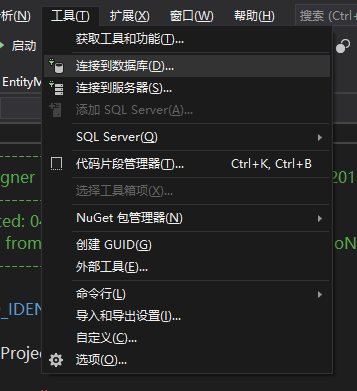 析(N) 工具(T) 扩展(X) 窗口(W) 帮助(H) 搜索 (Ctrl+
启动
获取工具和功能(T)...
连接到数据库(D)...
EntityM
连接到服务器(S)...
添加 SQL Server(A)...
SQL Server(Q)
代码片段管理器(T)... Ctrl+K, Ctrl+B
igner 选择工具箱项(X)... 201
NuGet 包管理器(N)
ted: 04
from 创建 GUID(G) oN
外部工具(E)...
命令行(L)
_IDEN
导入和导出设置(I)...
自定义(C)...
Projec
选项(O)...